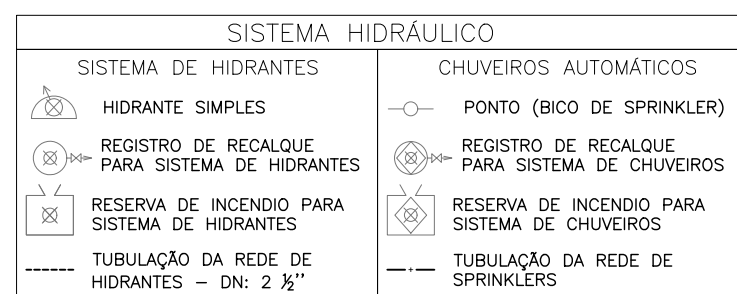 SISTEMA HIDRÁULICO
SISTEMA DE HIDRANTES
HIDRANTE SIMPLES
REGISTRO DE RECALQUE
PARA SISTEMA DE HIDRANTES
RESERVA DE INCENDIO PARA
SISTEMA DE HIDRANTES
TUBULAÇÃO DA REDE DE
HIDRANTES – DN: 2 ½''
CHUVEIROS AUTOMÁTICOS
PONTO (BICO DE SPRINKLER)
REGISTRO DE RECALQUE
PARA SISTEMA DE CHUVEIROS
RESERVA DE INCENDIO PARA
SISTEMA DE CHUVEIROS
TUBULAÇÃO DA REDE DE
SPRINKLERS